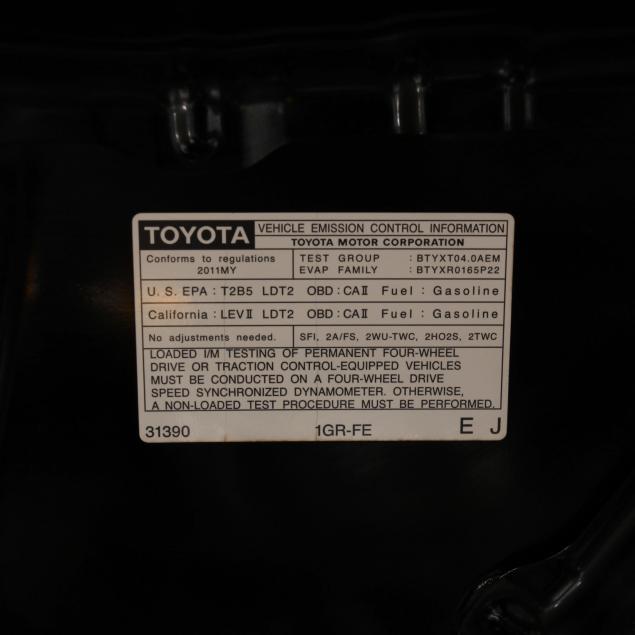 TOYOTA VEHICLE EMISSION CONTROL INFORMATION
TOYOTA MOTOR CORPORATION
Conforms to regulations
2011MY
TEST GROUP : BTYXT04.0AEM
EVAP FAMILY : BTYXR0165P22
U. S. EPA : T2B5 LDT2 OBD : CAⅡ Fuel : Gasoline
California : LEVⅡ LDT2 OBD : CAⅡ Fuel : Gasoline
No adjustments needed. SFI, 2A/FS, 2WU-TWC, 2HO2S, 2TWC
LOADED I/M TESTING OF PERMANENT FOUR-WHEEL
DRIVE OR TRACTION CONTROL-EQUIPPED VEHICLES
MUST BE CONDUCTED ON A FOUR-WHEEL DRIVE
SPEED SYNCHRONIZED DYNAMOMETER. OTHERWISE,
A NON-LOADED TEST PROCEDURE MUST BE PERFORMED.
31390 1GR-FE E J